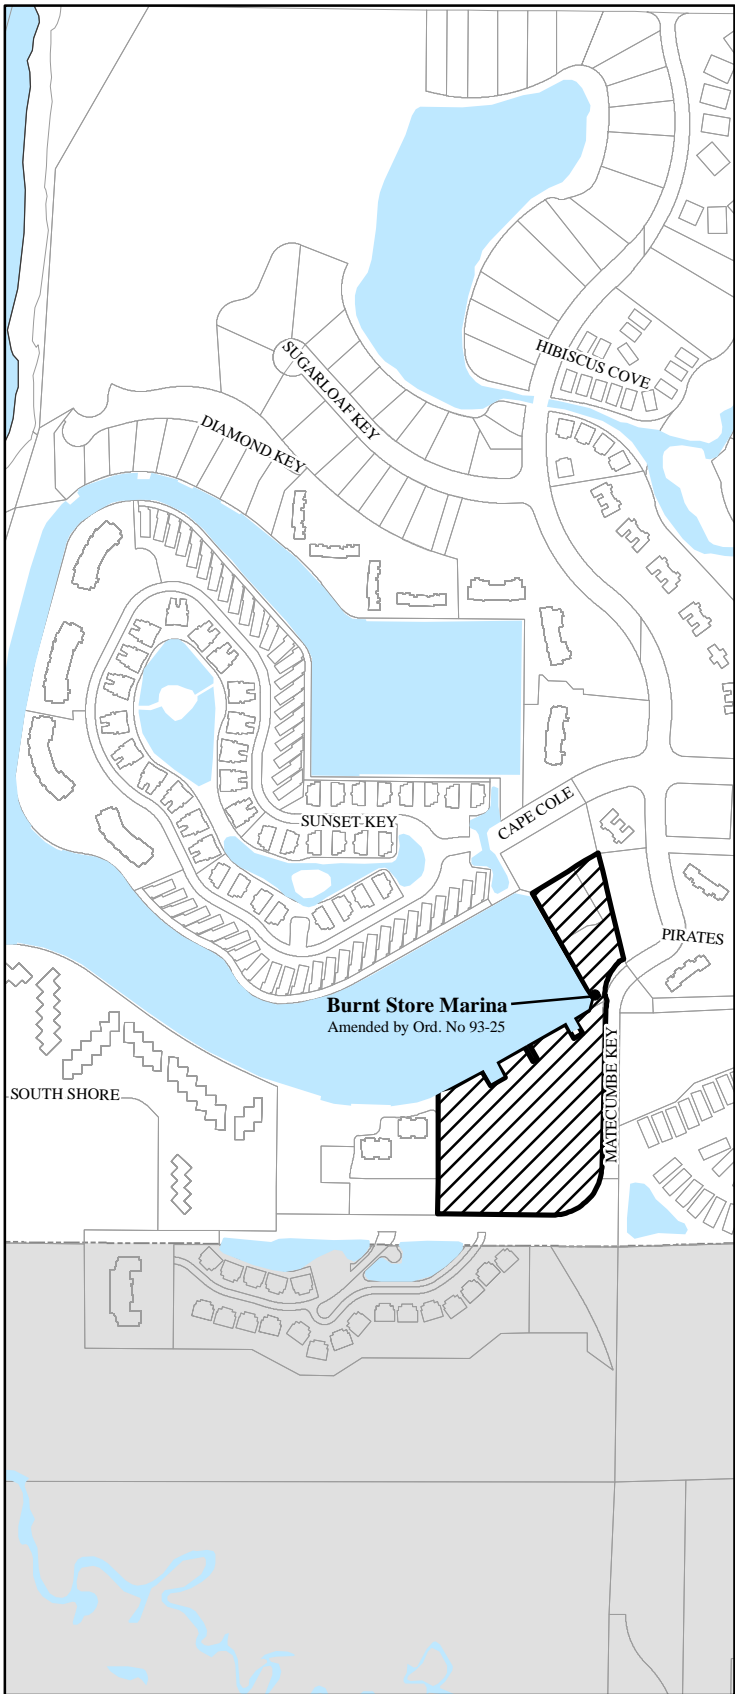 HIBISCUS COVE
SUGARLOAF KEY
DIAMOND KEY
CAPE COLE
SUNSET KEY
PIRATES
Burnt Store Marina
Amended by Ord. No 93-25
MATECUMBE KEY
SOUTH SHORE